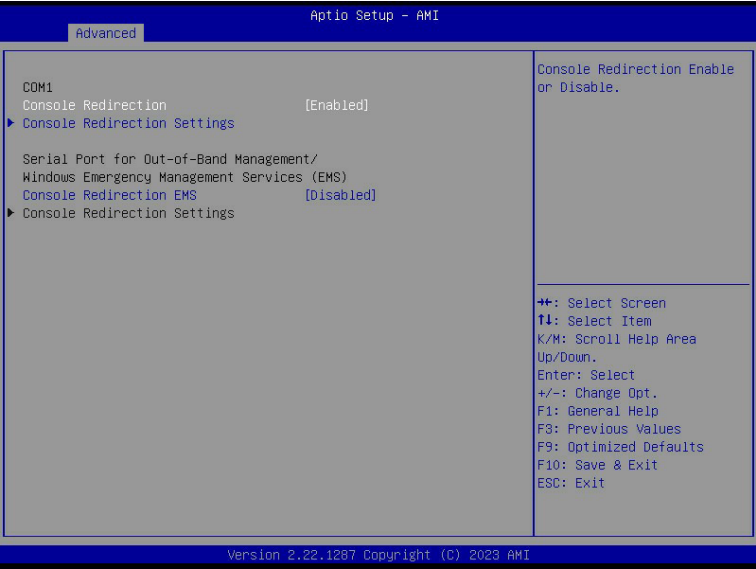 Aptio Setup – AMI
Advanced
COM1
Console Redirection [Enabled]
Console Redirection Settings
Serial Port for Out-of-Band Management/
Windows Emergency Management Services (EMS)
Console Redirection EMS [Disabled]
Console Redirection Settings
Console Redirection Enable
or Disable.
→←: Select Screen
↑↓: Select Item
K/M: Scroll Help Area
Up/Down.
Enter: Select
+/-: Change Opt.
F1: General Help
F3: Previous Values
F9: Optimized Defaults
F10: Save & Exit
ESC: Exit
Version 2.22.1287 Copyright (C) 2023 AMI